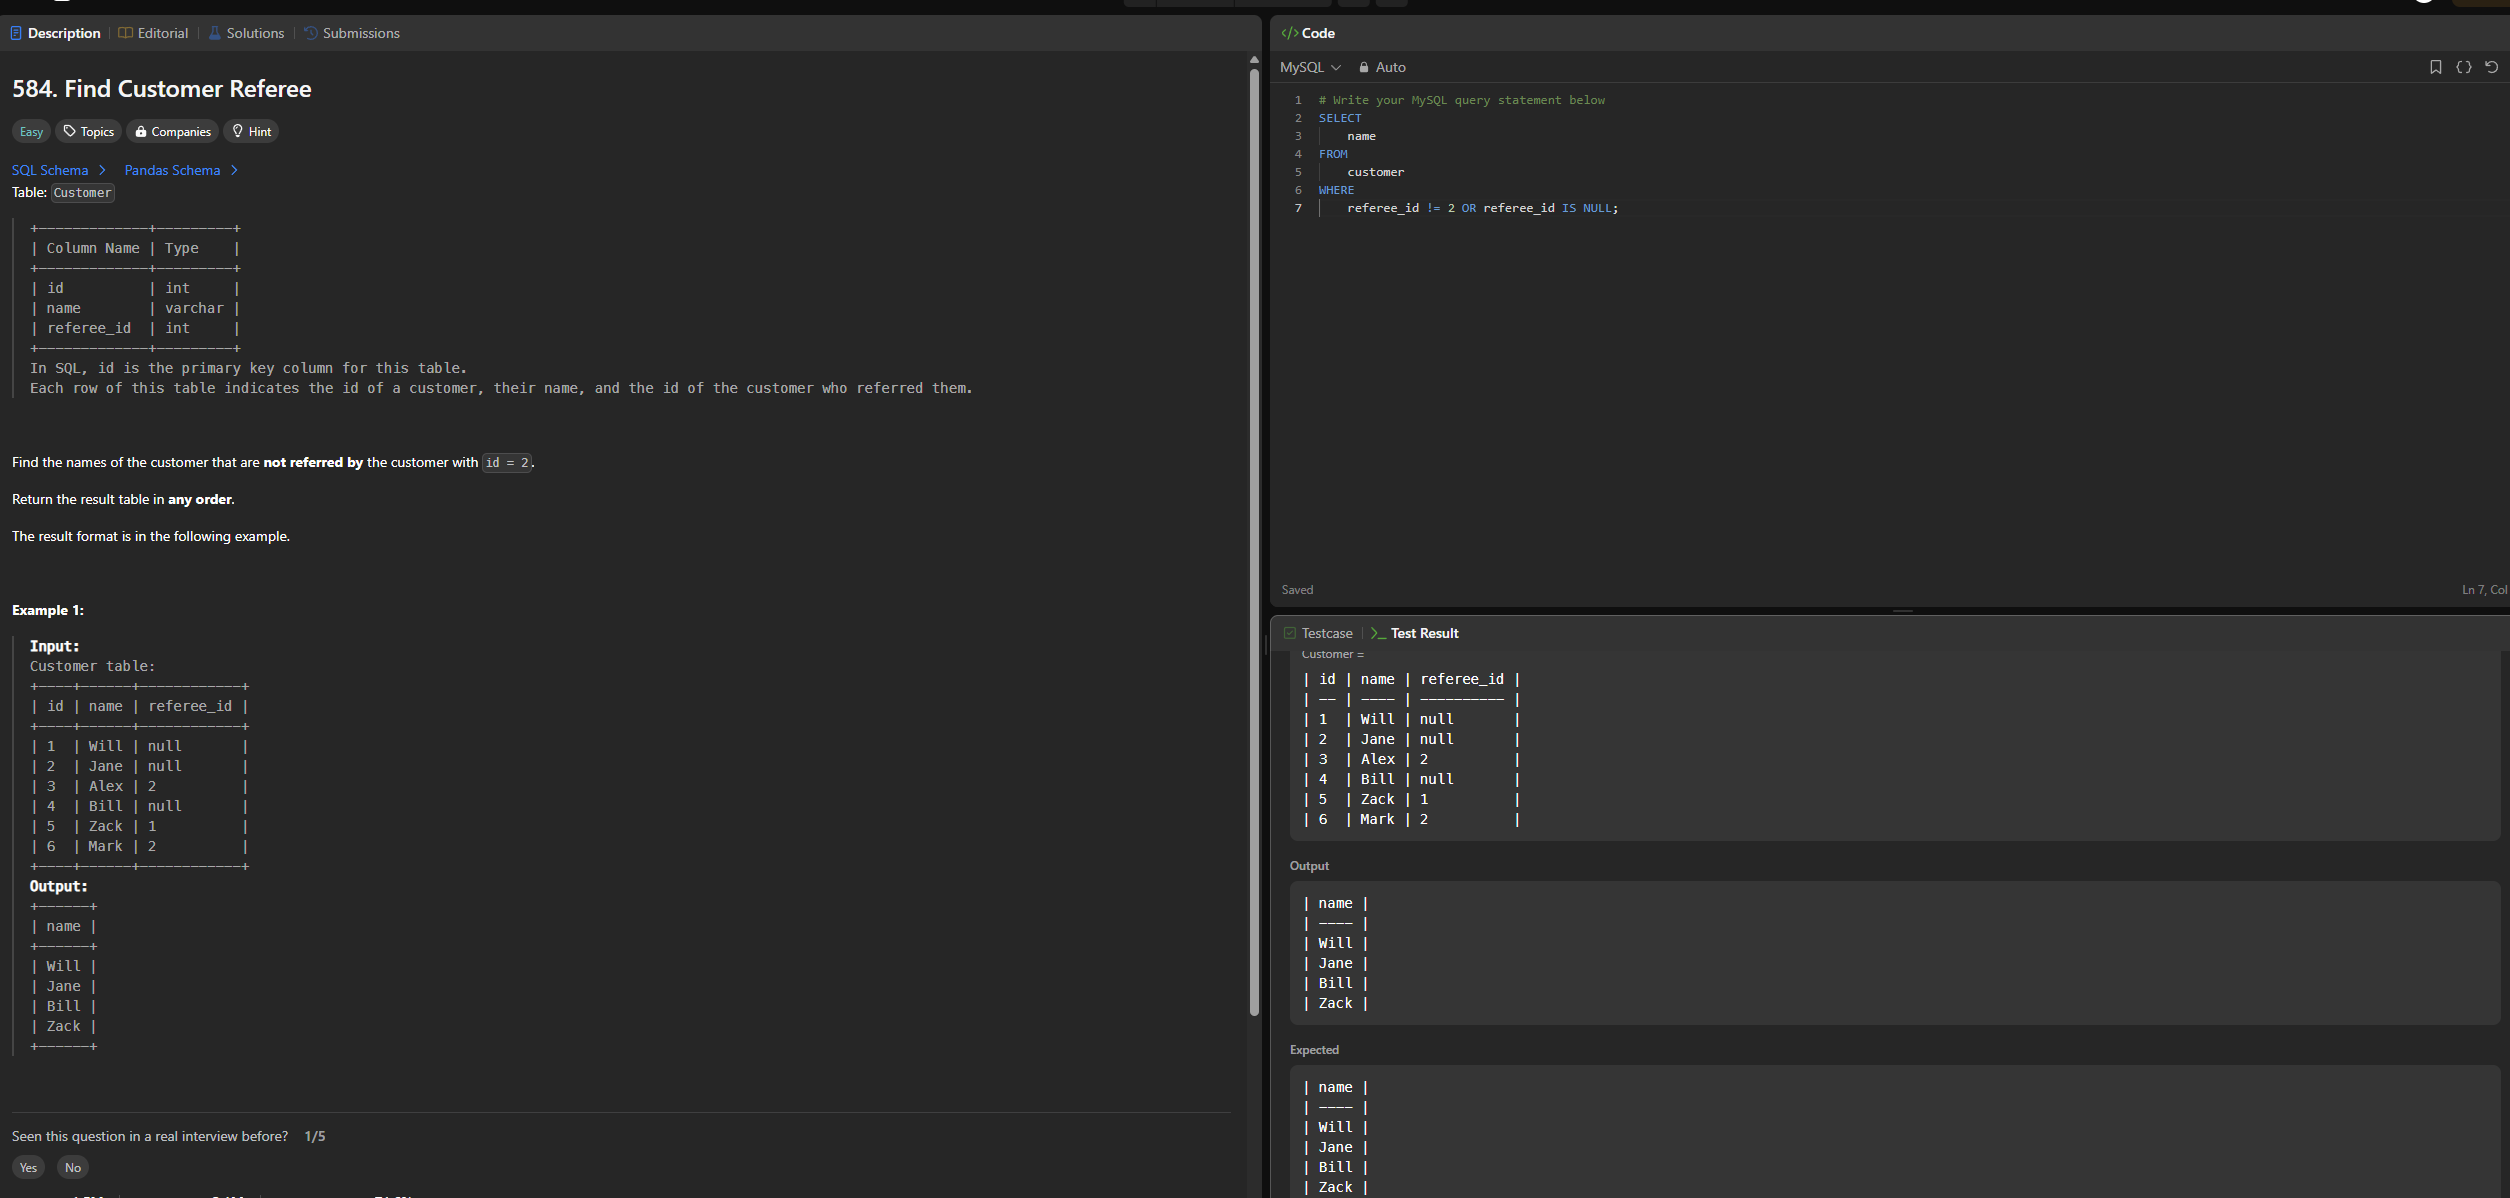 Description | Editorial | Solutions | Submissions
584. Find Customer Referee
Easy Topics Companies Hint
SQL Schema > Pandas Schema >
Table: Customer
+-------------+---------+
| Column Name | Type    |
+-------------+---------+
| id          | int     |
| name        | varchar |
| referee_id  | int     |
+-------------+---------+
In SQL, id is the primary key column for this table.
Each row of this table indicates the id of a customer, their name, and the id of the customer who referred them.
Find the names of the customer that are not referred by the customer with id = 2.
Return the result table in any order.
The result format is in the following example.
Example 1:
Input:
Customer table:
+----+------+------------+
| id | name | referee_id |
+----+------+------------+
| 1  | Will | null       |
| 2  | Jane | null       |
| 3  | Alex | 2          |
| 4  | Bill | null       |
| 5  | Zack | 1          |
| 6  | Mark | 2          |
+----+------+------------+
Output:
+------+
| name |
+------+
| Will |
| Jane |
| Bill |
| Zack |
+------+
Seen this question in a real interview before? 1/5
Yes No
</> Code
MySQL Auto
1 # Write your MySQL query statement below
2 SELECT
3     name
4 FROM
5     customer
6 WHERE
7     referee_id != 2 OR referee_id IS NULL;
Saved Ln 7, Col
Testcase | >_ Test Result
Customer =
| id | name | referee_id |
| -- | ---- | ---------- |
| 1  | Will | null       |
| 2  | Jane | null       |
| 3  | Alex | 2          |
| 4  | Bill | null       |
| 5  | Zack | 1          |
| 6  | Mark | 2          |
Output
| name |
| ---- |
| Will |
| Jane |
| Bill |
| Zack |
Expected
| name |
| ---- |
| Will |
| Jane |
| Bill |
| Zack |